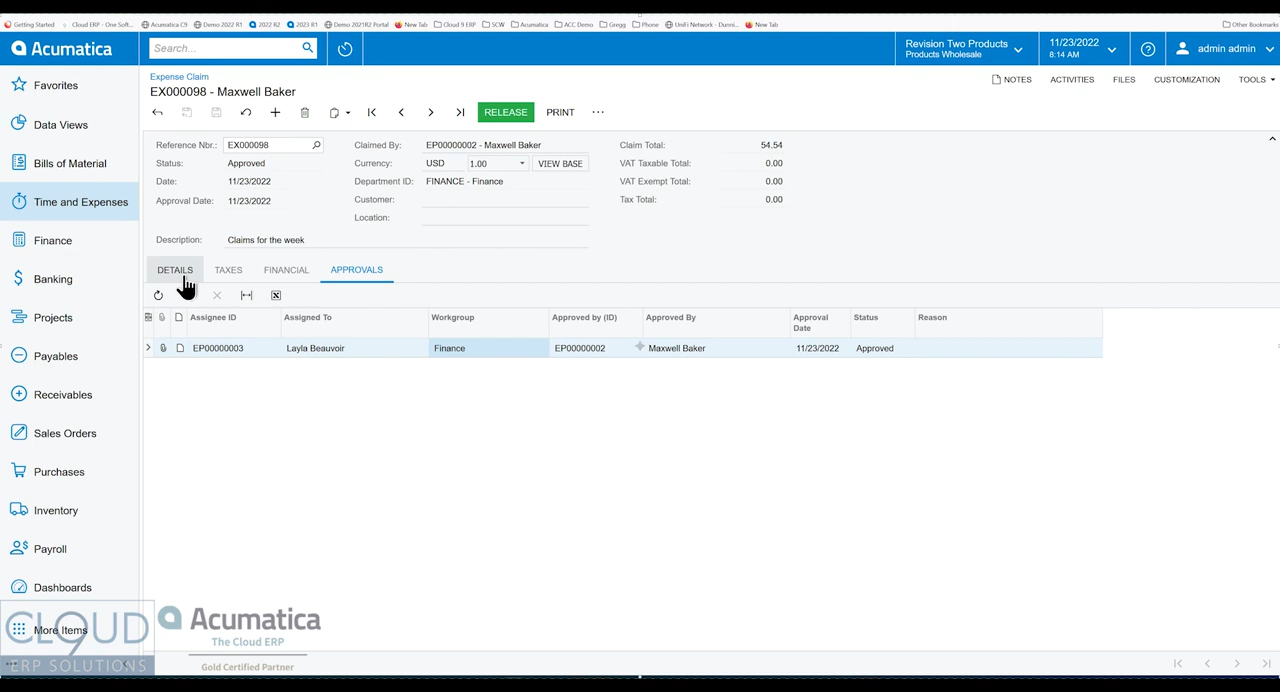 Getting Started Cloud ERP - One Soft... Acumatica C9 Demo 2022 R1 2022 R2 2023 R1 Demo 2021R2 Portal New Tab Cloud 9 ERP SCW Acumatica ACC Demo Gregg Phone UniFi Network - Dunni... New Tab Other Bookmarks
Acumatica
Search...
Revision Two Products
Products Wholesale
11/23/2022
8:14 AM
admin admin
Favorites
Data Views
Bills of Material
Time and Expenses
Finance
Banking
Projects
Payables
Receivables
Sales Orders
Purchases
Inventory
Payroll
Dashboards
More Items
Expense Claim
EX000098 - Maxwell Baker
NOTES ACTIVITIES FILES CUSTOMIZATION TOOLS
RELEASE PRINT
Reference Nbr.: EX000098 Claimed By: EP00000002 - Maxwell Baker Claim Total: 54.54
Status: Approved Currency: USD 1.00 VIEW BASE VAT Taxable Total: 0.00
Date: 11/23/2022 Department ID: FINANCE - Finance VAT Exempt Total: 0.00
Approval Date: 11/23/2022 Customer: Tax Total: 0.00
Location:
Description: Claims for the week
DETAILS TAXES FINANCIAL APPROVALS
Assignee ID Assigned To Workgroup Approved by (ID) Approved By Approval Date Status Reason
EP00000003 Layla Beauvoir Finance EP00000002 Maxwell Baker 11/23/2022 Approved
CLOUD 9
ERP SOLUTIONS
Acumatica
The Cloud ERP
Gold Certified Partner